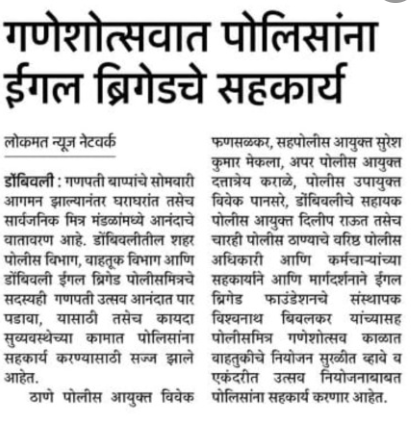 गणेशोत्सवात पोलिसांना
ईगल ब्रिगेडचे सहकार्य
लोकमत न्यूज नेटवर्क
डोंबिवली : गणपती बाप्पांचे सोमवारी
आगमन झाल्यानंतर घराघरांत तसेच
सार्वजनिक मित्र मंडळांमध्ये आनंदाचे
वातावरण आहे. डोंबिवलीतील शहर
पोलीस विभाग, वाहतूक विभाग आणि
डोंबिवली ईगल ब्रिगेड पोलीसमित्रचे
सदस्यही गणपती उत्सव आनंदात पार
पडावा, यासाठी तसेच कायदा
सुव्यवस्थेच्या कामात पोलिसांना
सहकार्य करण्यासाठी सज्ज झाले
आहेत.
ठाणे पोलीस आयुक्त विवेक
फणसळकर, सहपोलीस आयुक्त सुरेश
कुमार मेकला, अपर पोलीस आयुक्त
दत्तात्रेय कराळे, पोलीस उपायुक्त
विवेक पानसरे, डोंबिवलीचे सहायक
पोलीस आयुक्त दिलीप राऊत तसेच
चारही पोलीस ठाण्याचे वरिष्ठ पोलीस
अधिकारी आणि कर्मचाऱ्यांच्या
सहकार्याने आणि मार्गदर्शनाने ईगल
ब्रिगेड फाउंडेशनचे संस्थापक
विश्वनाथ बिवलकर यांच्यासह
पोलीसमित्र गणेशोत्सव काळात
वाहतुकीचे नियोजन सुरळीत व्हावे व
एकंदरीत उत्सव नियोजनाबाबत
पोलिसांना सहकार्य करणार आहेत.